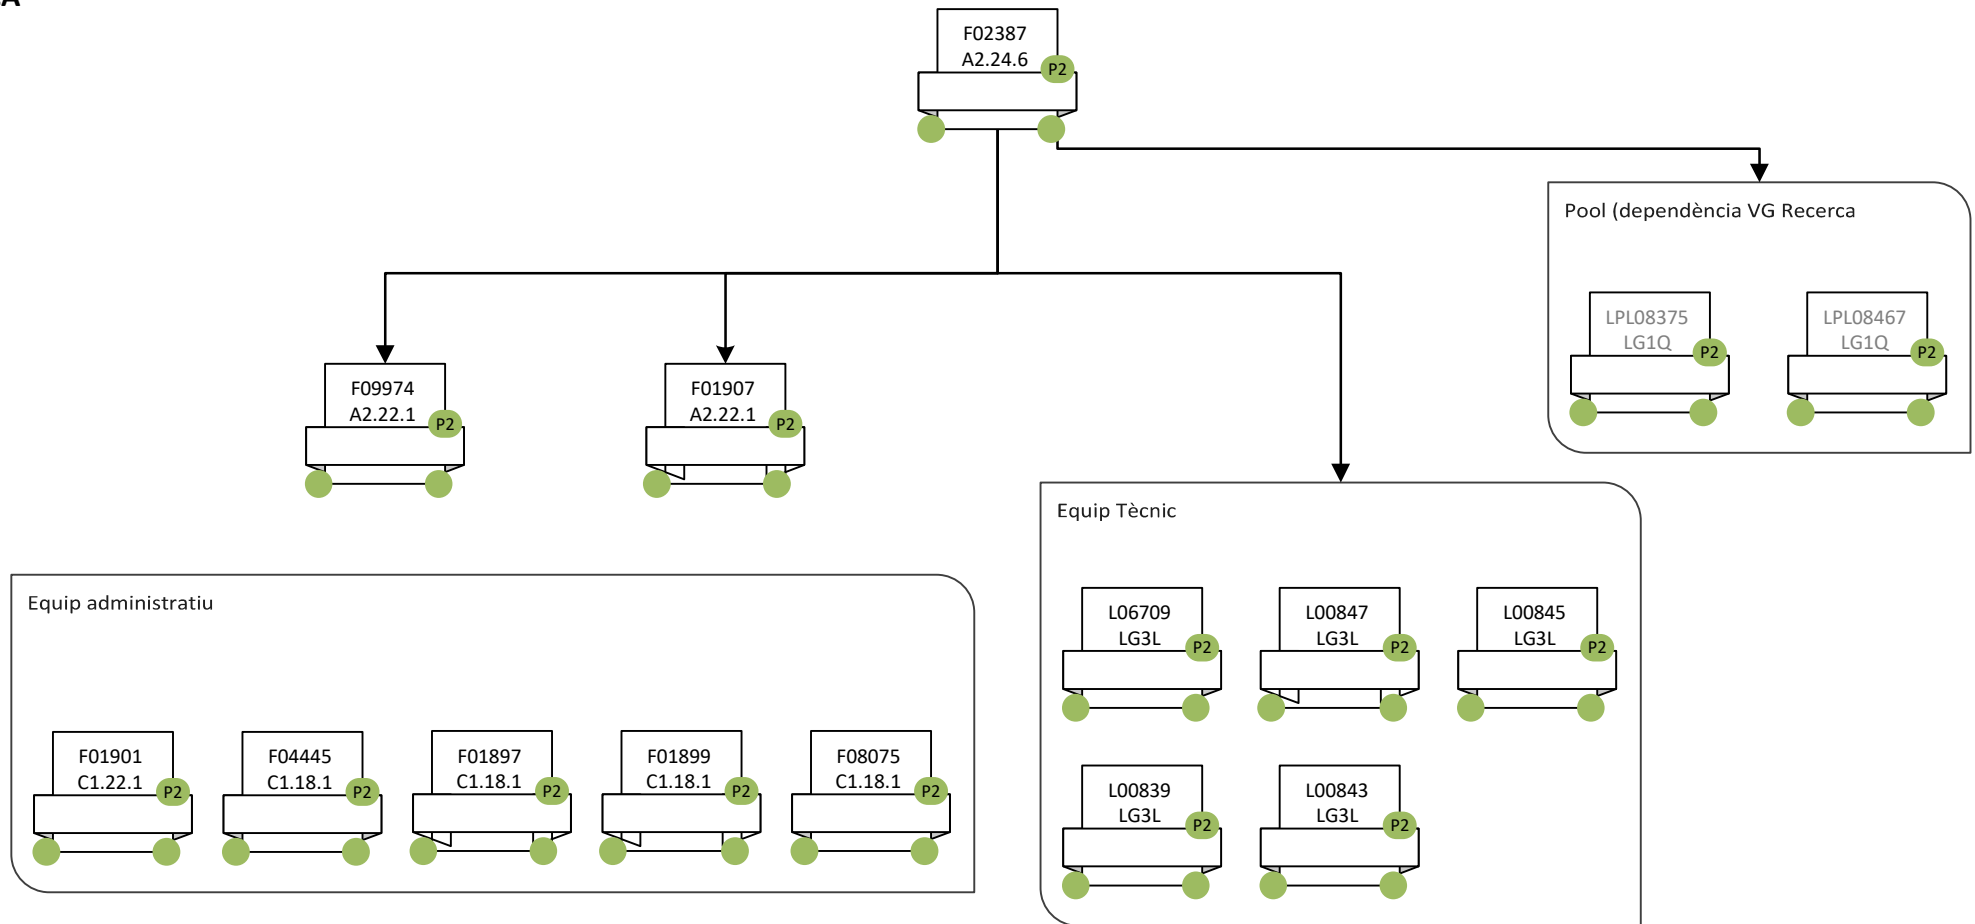 A
F02387
A2.24.6
P2
Pool (dependència VG Recerca
LPL08375
LG1Q
P2
LPL08467
LG1Q
P2
F09974
A2.22.1
P2
F01907
A2.22.1
P2
Equip Tècnic
L06709
LG3L
P2
L00847
LG3L
P2
L00845
LG3L
P2
L00839
LG3L
P2
L00843
LG3L
P2
Equip administratiu
F01901
C1.22.1
P2
F04445
C1.18.1
P2
F01897
C1.18.1
P2
F01899
C1.18.1
P2
F08075
C1.18.1
P2